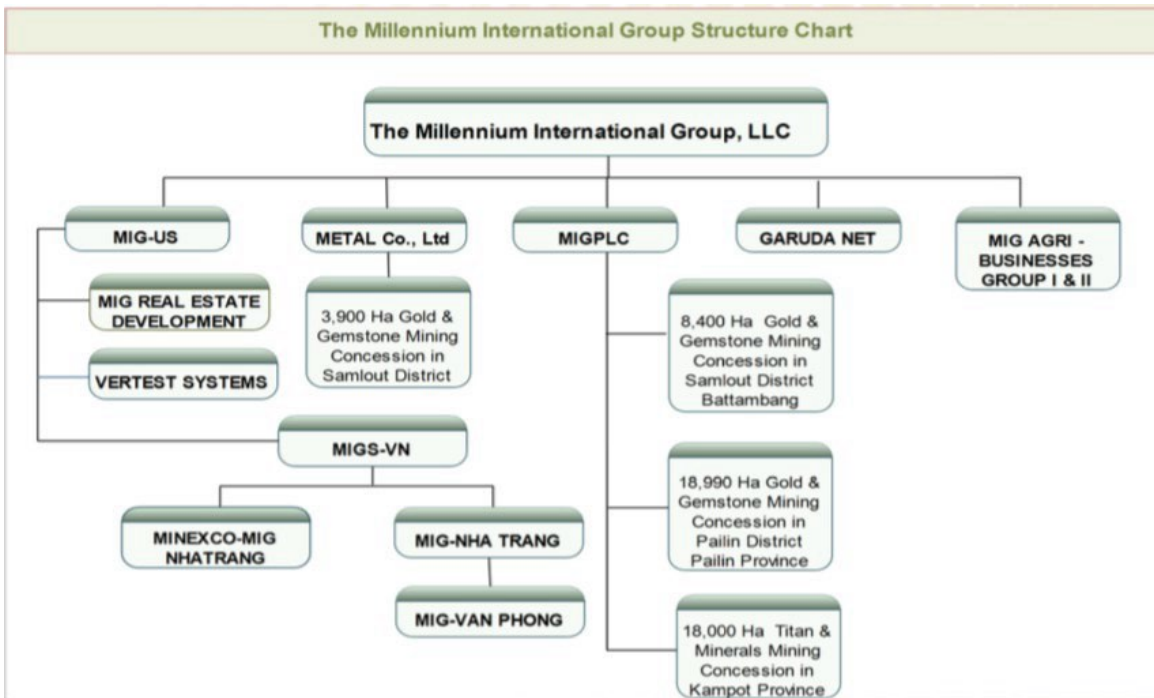 The Millennium International Group Structure Chart
The Millennium International Group, LLC
MIG-US
METAL Co., Ltd
MIGPLC
GARUDA NET
MIG AGRI -
BUSINESSES
GROUP I & II
MIG REAL ESTATE
DEVELOPMENT
3,900 Ha Gold &
Gemstone Mining
Concession in
Samlout District
8,400 Ha Gold &
Gemstone Mining
Concession in
Samlout District
Battambang
VERTEST SYSTEMS
MIGS-VN
18,990 Ha Gold &
Gemstone Mining
Concession in
Pailin District
Pailin Province
MINEXCO-MIG
NHATRANG
MIG-NHA TRANG
MIG-VAN PHONG
18,000 Ha Titan &
Minerals Mining
Concession in
Kampot Province